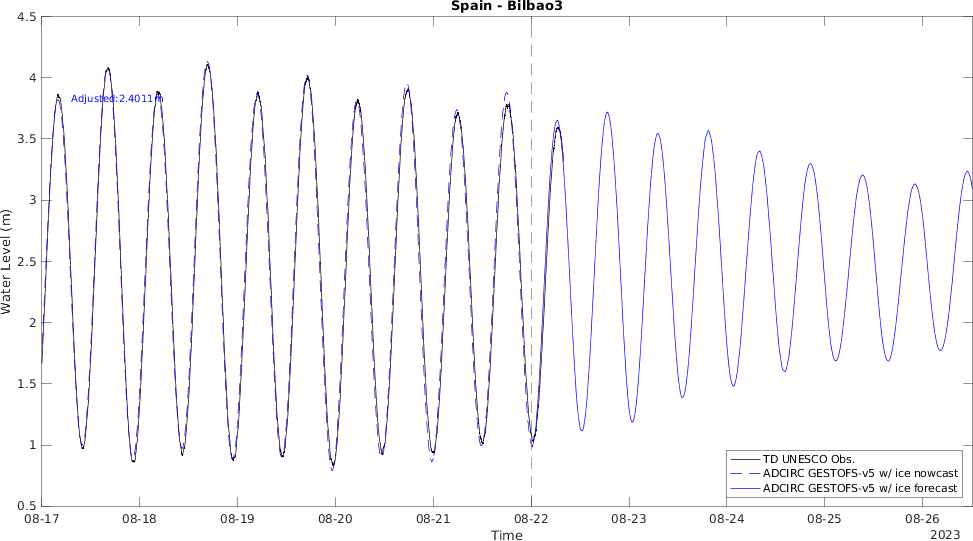 Spain - Bilbao3
4.5
4
3.5
3
2.5
2
1.5
1
0.5
Water Level (m)
Adjusted:2.4011 m
TD UNESCO Obs.
ADCIRC GESTOFS-v5 w/ ice nowcast
ADCIRC GESTOFS-v5 w/ ice forecast
08-17 08-18 08-19 08-20 08-21 08-22 08-23 08-24 08-25 08-26
Time
2023